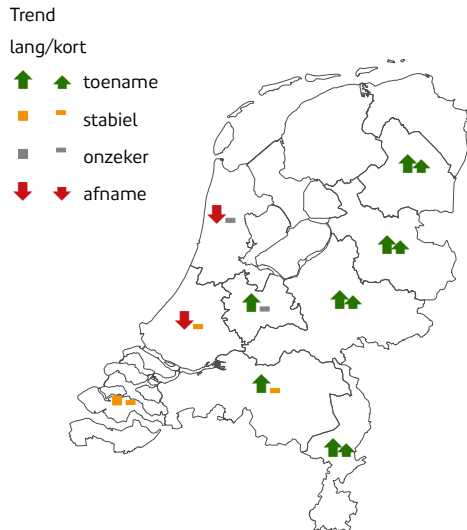 Trend
lang/kort
toename
stabiel
onzeker
afname